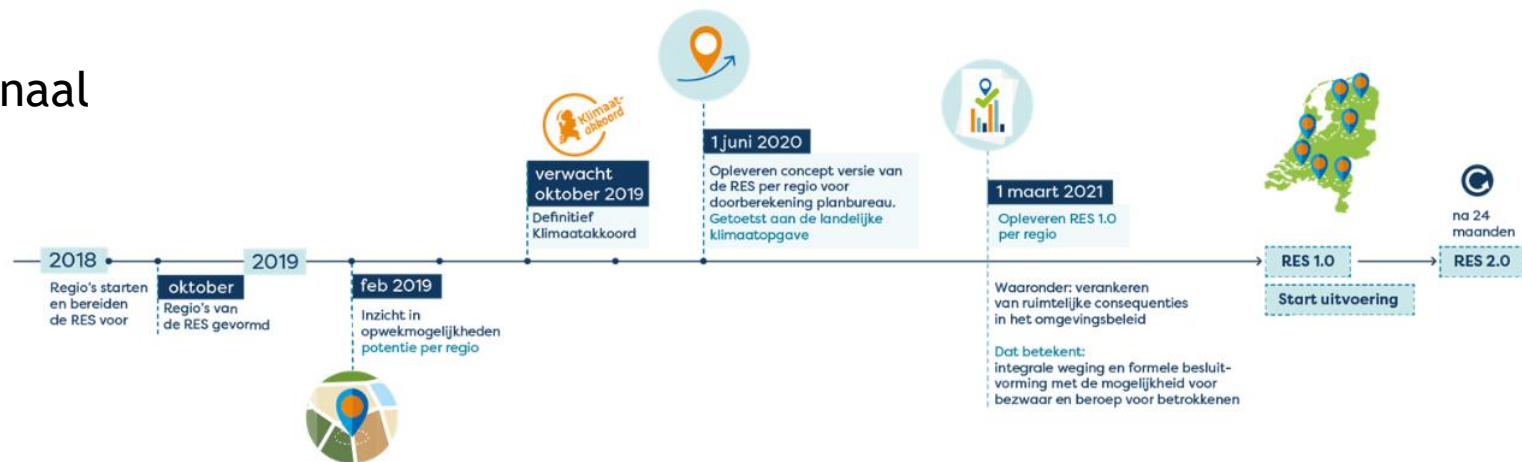 naal
2018
Regio's starten
en bereiden
de RES voor
oktober
Regio's van
de RES gevormd
2019
feb 2019
Inzicht in
opwekmogelijkheden
potentie per regio
Klimaat-
akkoord
verwacht
oktober 2019
Definitief
Klimaatakkoord
1 juni 2020
Opleveren concept versie van
de RES per regio voor
doorberekening planbureau.
Getoetst aan de landelijke
klimaatopgave
1 maart 2021
Opleveren RES 1.0
per regio
Waaronder: verankeren
van ruimtelijke consequenties
in het omgevingsbeleid
Dat betekent:
integrale weging en formele besluit-
vorming met de mogelijkheid voor
bezwaar en beroep voor betrokkenen
RES 1.0
Start uitvoering
na 24
maanden
RES 2.0